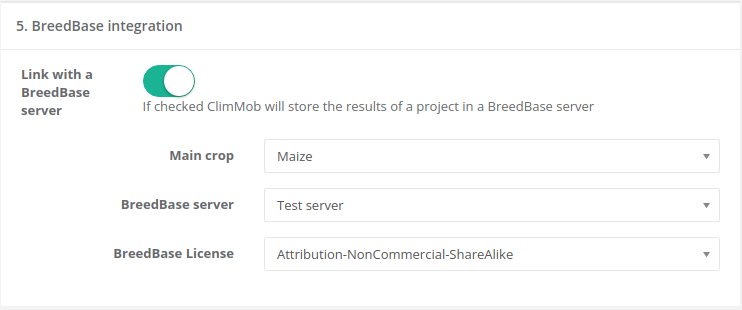 5. BreedBase integration
Link with a
BreedBase
server
If checked ClimMob will store the results of a project in a BreedBase server
Main crop
Maize
BreedBase server
Test server
BreedBase License
Attribution-NonCommercial-ShareAlike